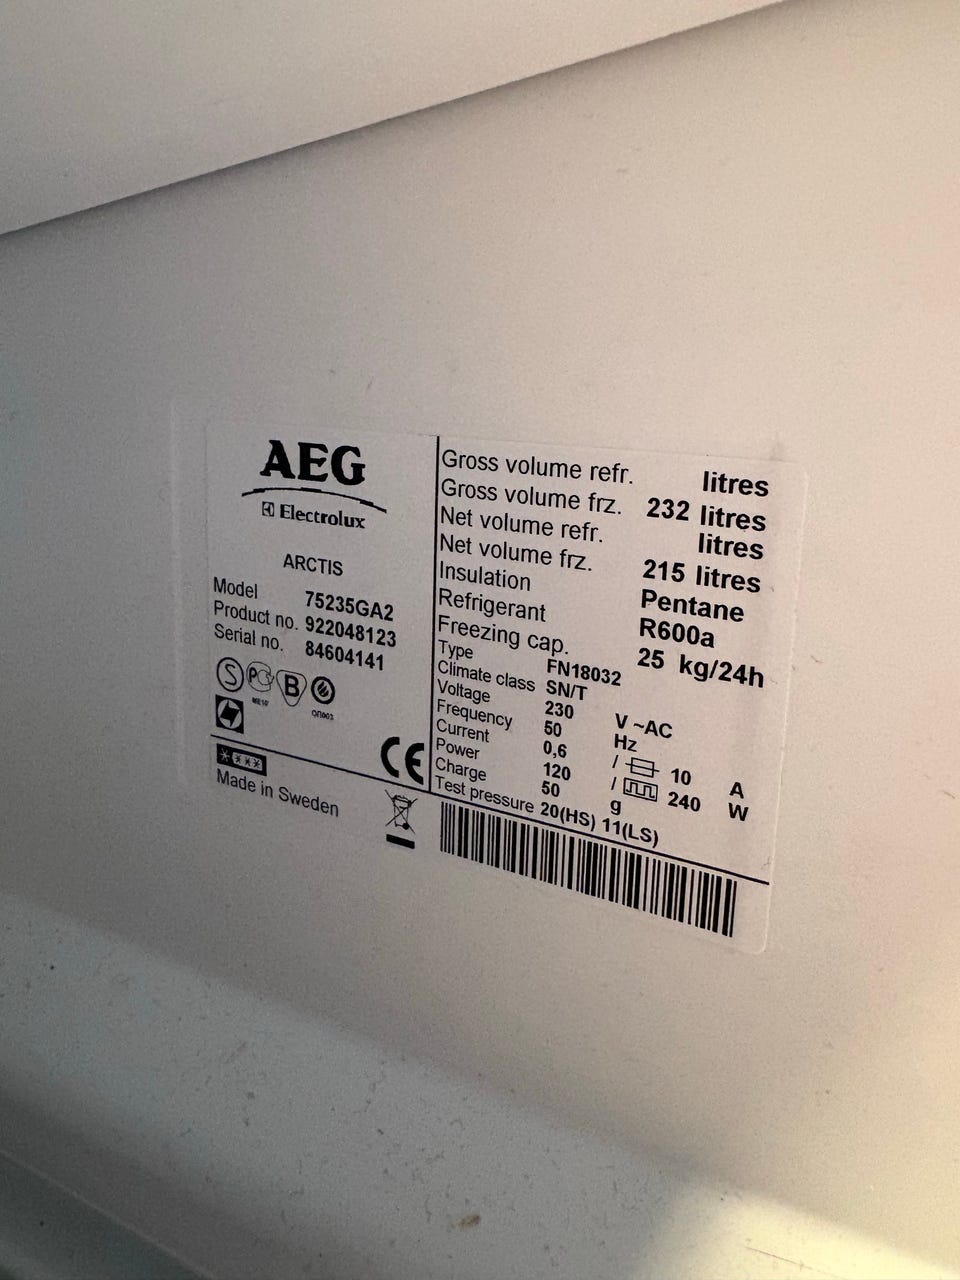 AEG
Electrolux
ARCTIS
Model 75235GA2
Product no. 922048123
Serial no. 84604141
S PC B
ME10
ОП003
CE
Made in Sweden
Gross volume refr. litres
Gross volume frz. 232 litres
Net volume refr. litres
Net volume frz. 215 litres
Insulation Pentane
Refrigerant R600a
Freezing cap. 25 kg/24h
Type FN18032
Climate class SN/T
Voltage 230 V ~AC
Frequency 50 Hz
Current 0,6 / 10 A
Power 120 / 240 W
Charge 50 g
Test pressure 20(HS) 11(LS)